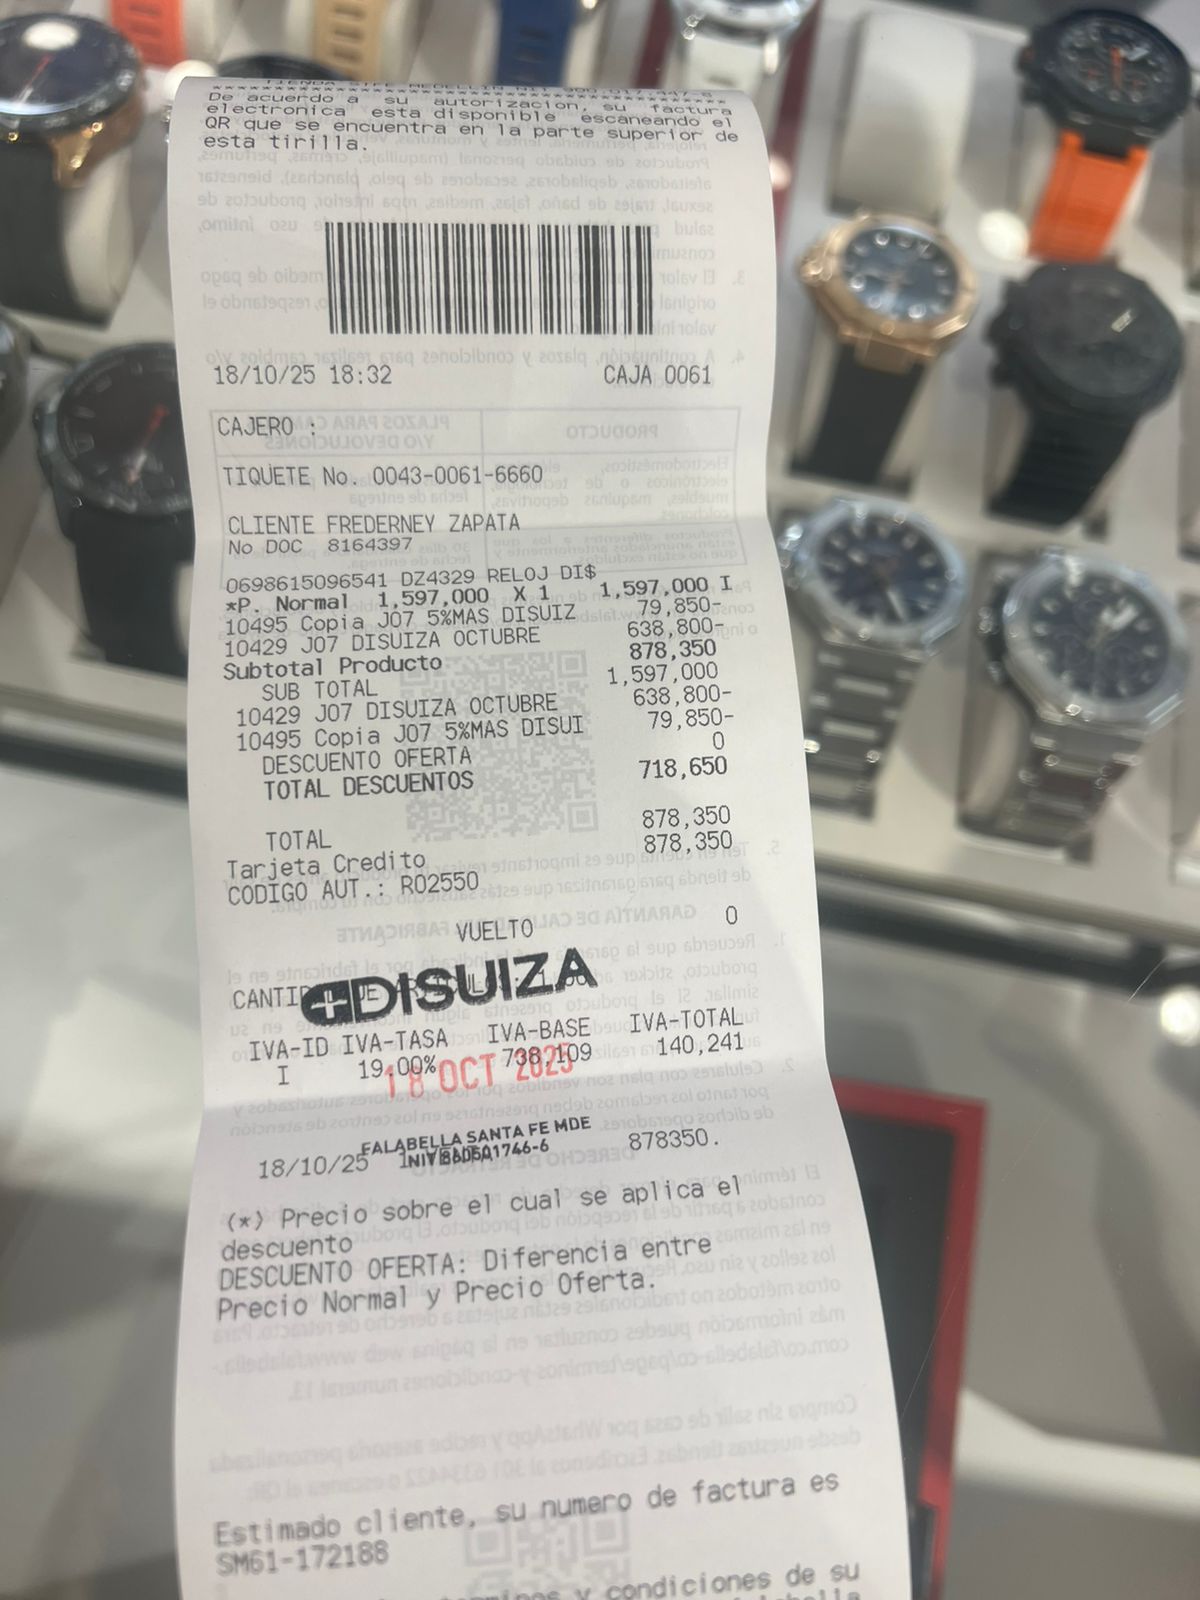 De acuerdo a su autorizacion, su factura
electronica esta disponible escaneando el
QR que se encuentra en la parte superior de
esta tirilla.
18/10/25 18:32 CAJA 0061
CAJERO :
TIQUETE No. 0043-0061-6660
CLIENTE FREDERNEY ZAPATA
No DOC 8164397
0698615096541 DZ4329 RELOJ DI$
*P. Normal 1,597,000 X 1 1,597,000 I
10495 Copia J07 5%MAS DISUIZ 79,850-
10429 J07 DISUIZA OCTUBRE 638,800-
Subtotal Producto 878,350
SUB TOTAL 1,597,000
10429 J07 DISUIZA OCTUBRE 638,800-
10495 Copia J07 5%MAS DISUI 79,850-
DESCUENTO OFERTA 0
TOTAL DESCUENTOS 718,650
TOTAL 878,350
Tarjeta Credito 878,350
CODIGO AUT.: R02550
VUELTO 0
DISUIZA
IVA-ID IVA-TASA IVA-BASE IVA-TOTAL
I 19.00% 738,109 140,241
18 OCT 2025
FALABELLA SANTA FE MDE
18/10/25 878350.
(*) Precio sobre el cual se aplica el
descuento
DESCUENTO OFERTA: Diferencia entre
Precio Normal y Precio Oferta.
Estimado cliente, su numero de factura es
SM61-172188
y condiciones de su